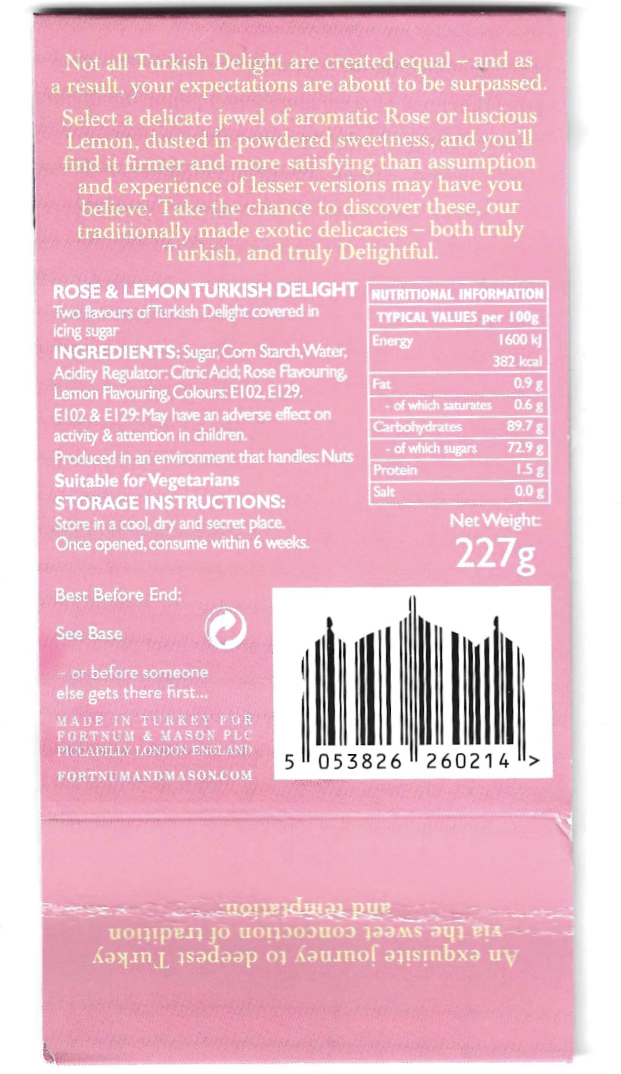 Not all Turkish Delight are created equal – and as
a result, your expectations are about to be surpassed.
Select a delicate jewel of aromatic Rose or luscious
Lemon, dusted in powdered sweetness, and you'll
find it firmer and more satisfying than assumption
and experience of lesser versions may have you
believe. Take the chance to discover these, our
traditionally made exotic delicacies – both truly
Turkish, and truly Delightful.
ROSE & LEMON TURKISH DELIGHT
Two flavours of Turkish Delight covered in
icing sugar
INGREDIENTS: Sugar, Corn Starch, Water,
Acidity Regulator: Citric Acid; Rose Flavouring,
Lemon Flavouring, Colours: E102, E129.
E102 & E129: May have an adverse effect on
activity & attention in children.
Produced in an environment that handles: Nuts
Suitable for Vegetarians
STORAGE INSTRUCTIONS:
Store in a cool, dry and secret place.
Once opened, consume within 6 weeks.
NUTRITIONAL INFORMATION
TYPICAL VALUES per 100g
Energy 1600 kJ
382 kcal
Fat 0.9 g
- of which saturates 0.6 g
Carbohydrates 89.7 g
- of which sugars 72.9 g
Protein 1.5 g
Salt 0.0 g
Net Weight:
227g
Best Before End:
See Base
– or before someone
else gets there first...
MADE IN TURKEY FOR
FORTNUM & MASON PLC
PICCADILLY LONDON ENGLAND
FORTNUMANDMASON.COM
5 053826 260214 >
An exquisite journey to deepest Turkey
via the sweet concoction of tradition
and temptation.